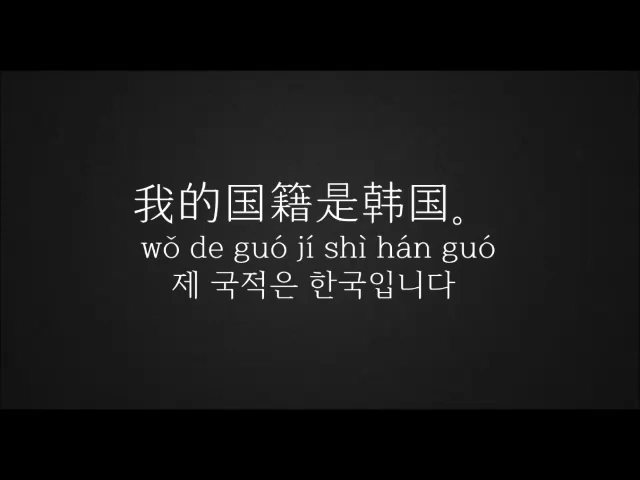 我的国籍是韩国。
wǒ de guó jí shì hán guó
제 국적은 한국입니다